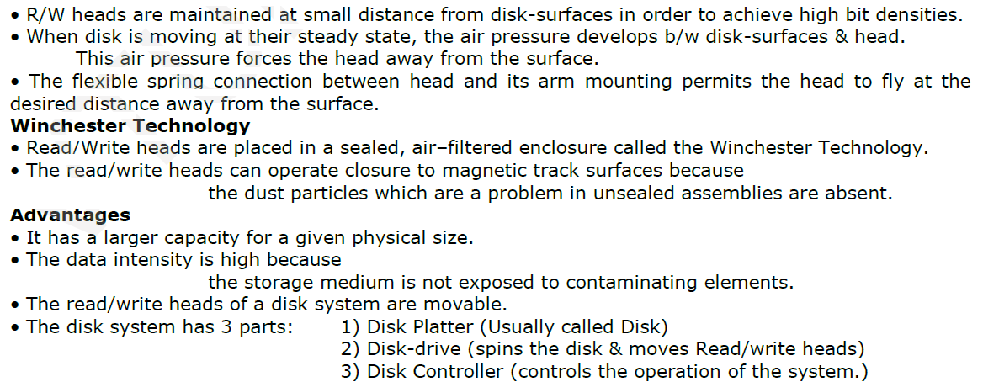 • R/W heads are maintained at small distance from disk-surfaces in order to achieve high bit densities.
• When disk is moving at their steady state, the air pressure develops b/w disk-surfaces & head.
This air pressure forces the head away from the surface.
• The flexible spring connection between head and its arm mounting permits the head to fly at the
desired distance away from the surface.
Winchester Technology
• Read/Write heads are placed in a sealed, air–filtered enclosure called the Winchester Technology.
• The read/write heads can operate closure to magnetic track surfaces because
the dust particles which are a problem in unsealed assemblies are absent.
Advantages
• It has a larger capacity for a given physical size.
• The data intensity is high because
the storage medium is not exposed to contaminating elements.
• The read/write heads of a disk system are movable.
• The disk system has 3 parts: 1) Disk Platter (Usually called Disk)
2) Disk-drive (spins the disk & moves Read/write heads)
3) Disk Controller (controls the operation of the system.)